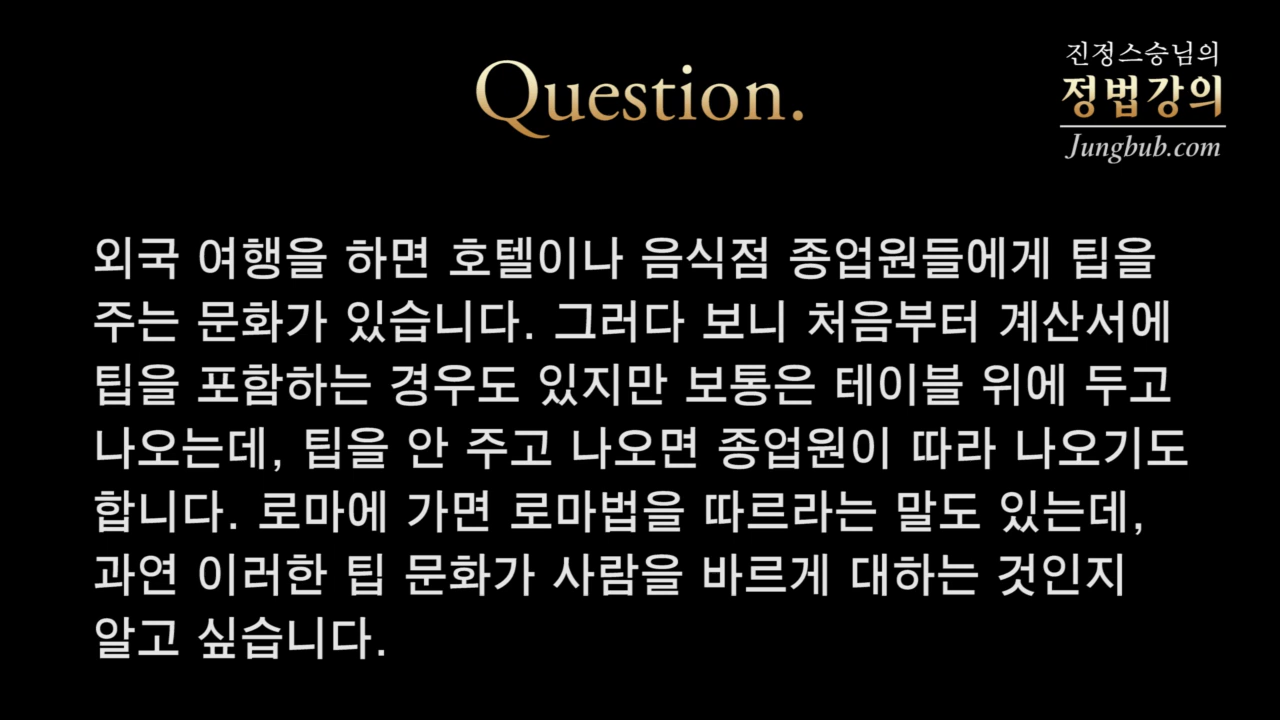 Question.
진정스승님의
정법강의
Jungbub.com
외국 여행을 하면 호텔이나 음식점 종업원들에게 팁을
주는 문화가 있습니다. 그러다 보니 처음부터 계산서에
팁을 포함하는 경우도 있지만 보통은 테이블 위에 두고
나오는데, 팁을 안 주고 나오면 종업원이 따라 나오기도
합니다. 로마에 가면 로마법을 따르라는 말도 있는데,
과연 이러한 팁 문화가 사람을 바르게 대하는 것인지
알고 싶습니다.